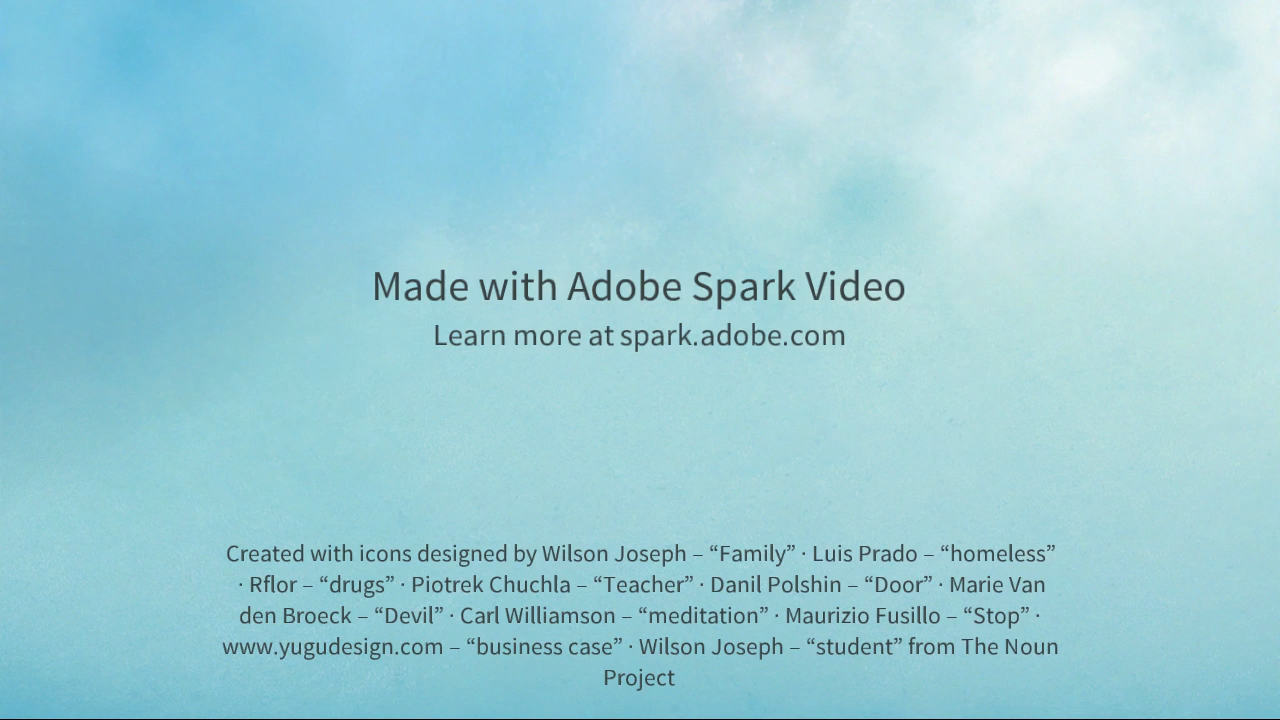 Made with Adobe Spark Video
Learn more at spark.adobe.com
Created with icons designed by Wilson Joseph – “Family” · Luis Prado – “homeless”
· Rflor – “drugs” · Piotrek Chuchla – “Teacher” · Danil Polshin – “Door” · Marie Van
den Broeck – “Devil” · Carl Williamson – “meditation” · Maurizio Fusillo – “Stop” ·
www.yugudesign.com – “business case” · Wilson Joseph – “student” from The Noun
Project